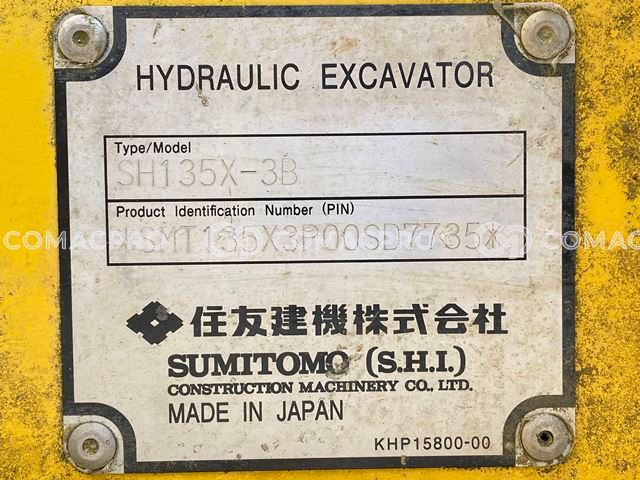 HYDRAULIC EXCAVATOR
Type/Model
SH135X-3B
Product Identification Number (PIN)
住友建機株式会社
SUMITOMO (S.H.I.)
CONSTRUCTION MACHINERY CO., LTD.
MADE IN JAPAN
KHP15800-00